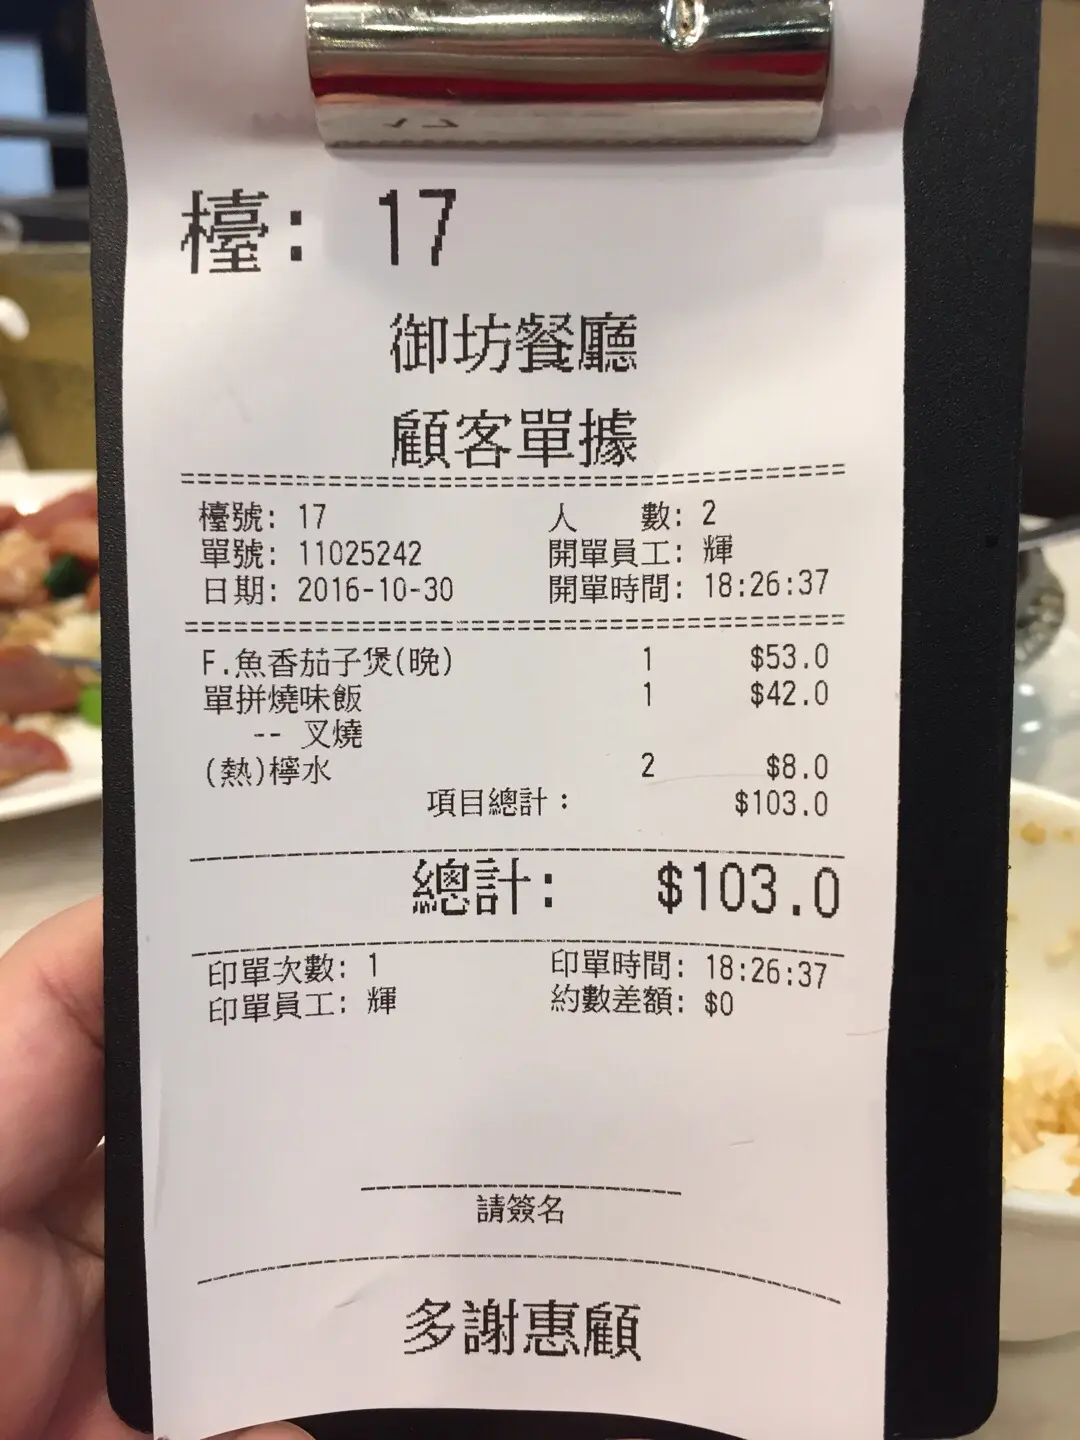 檯: 17
御坊餐廳
顧客單據
檯號: 17 人 數: 2
單號: 11025242 開單員工: 輝
日期: 2016-10-30 開單時間: 18:26:37
F.魚香茄子煲(晚) 1 $53.0
單拼燒味飯 1 $42.0
-- 叉燒
(熱)檸水 2 $8.0
項目總計: $103.0
總計: $103.0
印單次數: 1 印單時間: 18:26:37
印單員工: 輝 約數差額: $0
請簽名
多謝惠顧